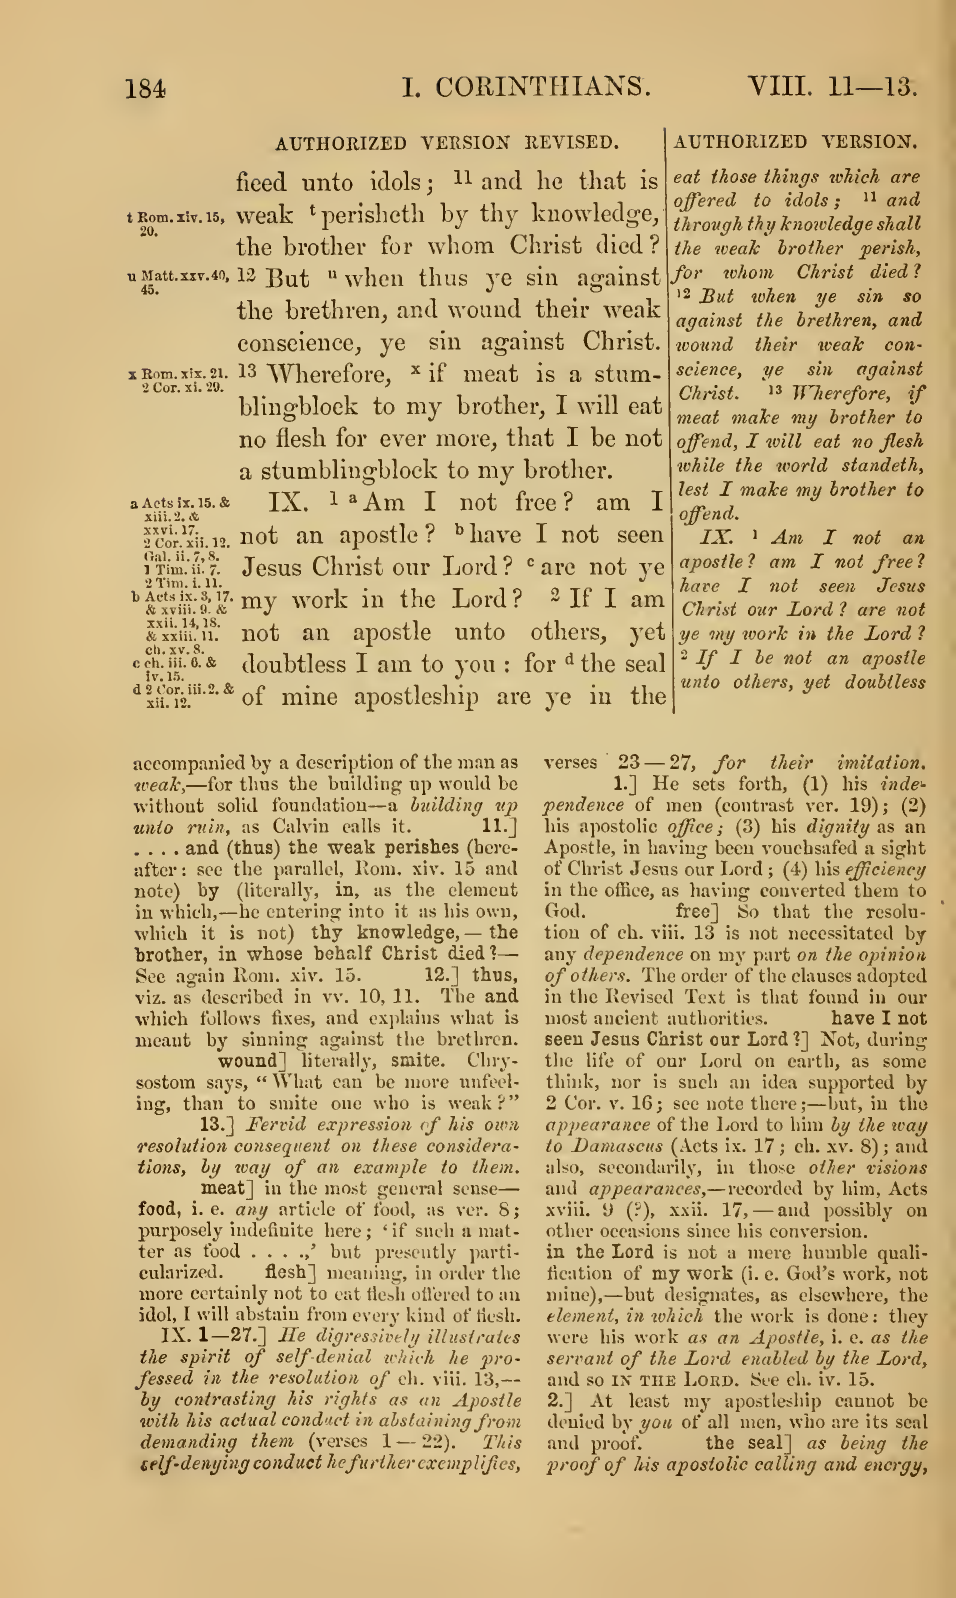 184 I. CORINTHIANS. VIII. 11—13.
AUTHORIZED VERSION REVISED.
ficed unto idols; 11 and he that is
weak t perisheth by thy knowledge,
the brother for whom Christ died?
12 But u when thus ye sin against
the brethren, and wound their weak
conscience, ye sin against Christ.
13 Wherefore, x if meat is a stum-
blingblock to my brother, I will eat
no flesh for ever more, that I be not
a stumblingblock to my brother.
IX. 1 a Am I not free? am I
not an apostle? b have I not seen
Jesus Christ our Lord? c are not ye
my work in the Lord? 2 If I am
not an apostle unto others, yet
doubtless I am to you: for d the seal
of mine apostleship are ye in the
t Rom. xiv. 15,
20.
u Matt. xxv. 40,
45.
x Rom. xix. 21.
2 Cor. xi. 29.
a Acts ix. 15. &
xiii. 2. &
xxvi. 17.
2 Cor. xii. 12.
Gal. ii. 7, 8.
1 Tim. ii. 7.
2 Tim. i. 11.
b Acts ix. 3, 17.
& xviii. 9. &
xxii. 14, 18.
& xxiii. 11.
ch. xv. 8.
c ch. iii. 6. &
iv. 15.
d 2 Cor. iii. 2. &
xii. 12.
AUTHORIZED VERSION.
eat those things which are
offered to idols; 11 and
through thy knowledge shall
the weak brother perish,
for whom Christ died?
12 But when ye sin so
against the brethren, and
wound their weak con-
science, ye sin against
Christ. 13 Wherefore, if
meat make my brother to
offend, I will eat no flesh
while the world standeth,
lest I make my brother to
offend.
IX. 1 Am I not an
apostle? am I not free?
have I not seen Jesus
Christ our Lord? are not
ye my work in the Lord?
2 If I be not an apostle
unto others, yet doubtless
accompanied by a description of the man as
weak,—for thus the building up would be
without solid foundation—a building up
unto ruin, as Calvin calls it. 11.]
. . . . and (thus) the weak perishes (here-
after: see the parallel, Rom. xiv. 15 and
note) by (literally, in, as the element
in which,—he entering into it as his own,
which it is not) thy knowledge,—the
brother, in whose behalf Christ died?—
See again Rom. xiv. 15. 12.] thus,
viz. as described in vv. 10, 11. The and
which follows fixes, and explains what is
meant by sinning against the brethren.
wound] literally, smite. Chry-
sostom says, “What can be more unfeel-
ing, than to smite one who is weak?”
13.] Fervid expression of his own
resolution consequent on these considera-
tions, by way of an example to them.
meat] in the most general sense—
food, i. e. any article of food, as ver. 8;
purposely indefinite here; ‘if such a mat-
ter as food . . . .,’ but presently parti-
cularized. flesh] meaning, in order the
more certainly not to eat flesh offered to an
idol, I will abstain from every kind of flesh.
IX. 1—27.] He digressively illustrates
the spirit of self-denial which he pro-
fessed in the resolution of ch. viii. 13,—
by contrasting his rights as an Apostle
with his actual conduct in abstaining from
demanding them (verses 1—22). This
self-denying conduct he further exemplifies,
verses 23—27, for their imitation.
1.] He sets forth, (1) his inde-
pendence of men (contrast ver. 19); (2)
his apostolic office; (3) his dignity as an
Apostle, in having been vouchsafed a sight
of Christ Jesus our Lord; (4) his efficiency
in the office, as having converted them to
God. free] So that the resolu-
tion of ch. viii. 13 is not necessitated by
any dependence on my part on the opinion
of others. The order of the clauses adopted
in the Revised Text is that found in our
most ancient authorities. have I not
seen Jesus Christ our Lord?] Not, during
the life of our Lord on earth, as some
think, nor is such an idea supported by
2 Cor. v. 16; see note there;—but, in the
appearance of the Lord to him by the way
to Damascus (Acts ix. 17; ch. xv. 8); and
also, secondarily, in those other visions
and appearances,—recorded by him, Acts
xviii. 9 (?), xxii. 17,—and possibly on
other occasions since his conversion.
in the Lord is not a mere humble quali-
fication of my work (i. e. God's work, not
mine),—but designates, as elsewhere, the
element, in which the work is done: they
were his work as an Apostle, i. e. as the
servant of the Lord enabled by the Lord,
and so IN THE LORD. See ch. iv. 15.
2.] At least my apostleship cannot be
denied by you of all men, who are its seal
and proof. the seal] as being the
proof of his apostolic calling and energy,